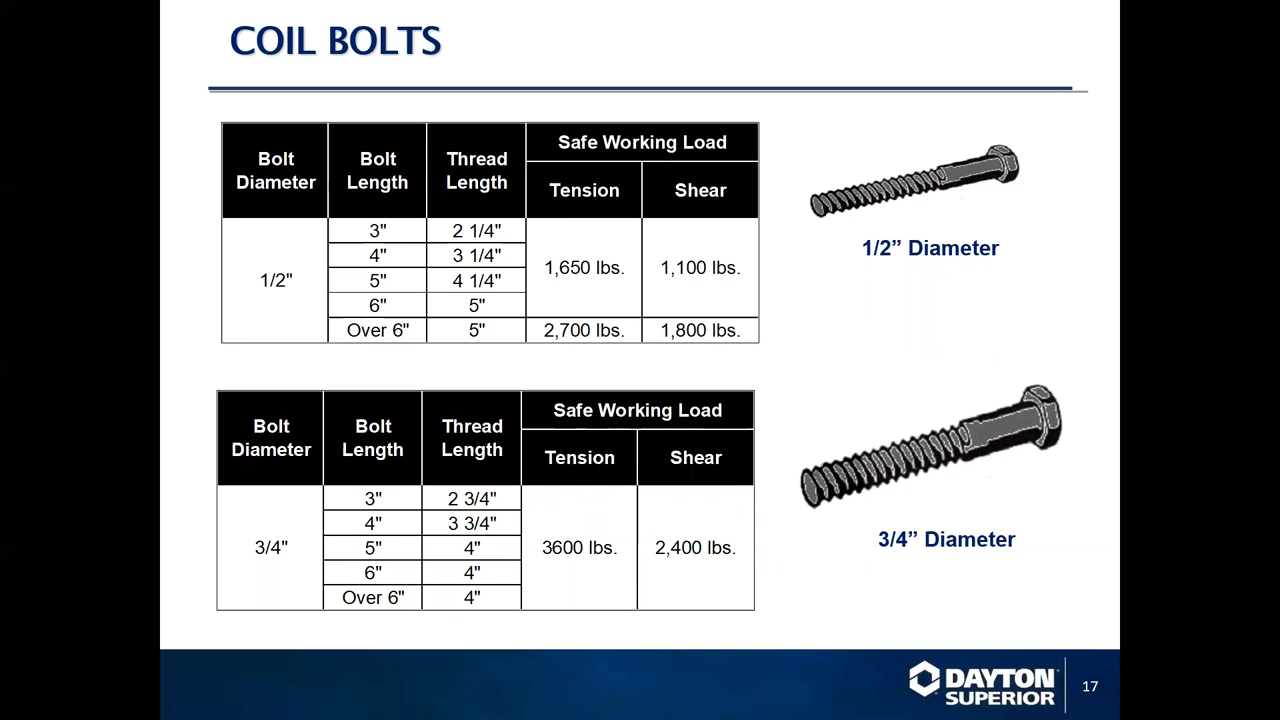 COIL BOLTS
Bolt Diameter Bolt Length Thread Length Safe Working Load
Tension Shear
1/2" 3" 2 1/4" 1,650 lbs. 1,100 lbs.
4" 3 1/4"
5" 4 1/4"
6" 5"
Over 6" 5" 2,700 lbs. 1,800 lbs.
1/2” Diameter
Bolt Diameter Bolt Length Thread Length Safe Working Load
Tension Shear
3/4" 3" 2 3/4" 3600 lbs. 2,400 lbs.
4" 3 3/4"
5" 4"
6" 4"
Over 6" 4"
3/4” Diameter
DAYTON
SUPERIOR
17